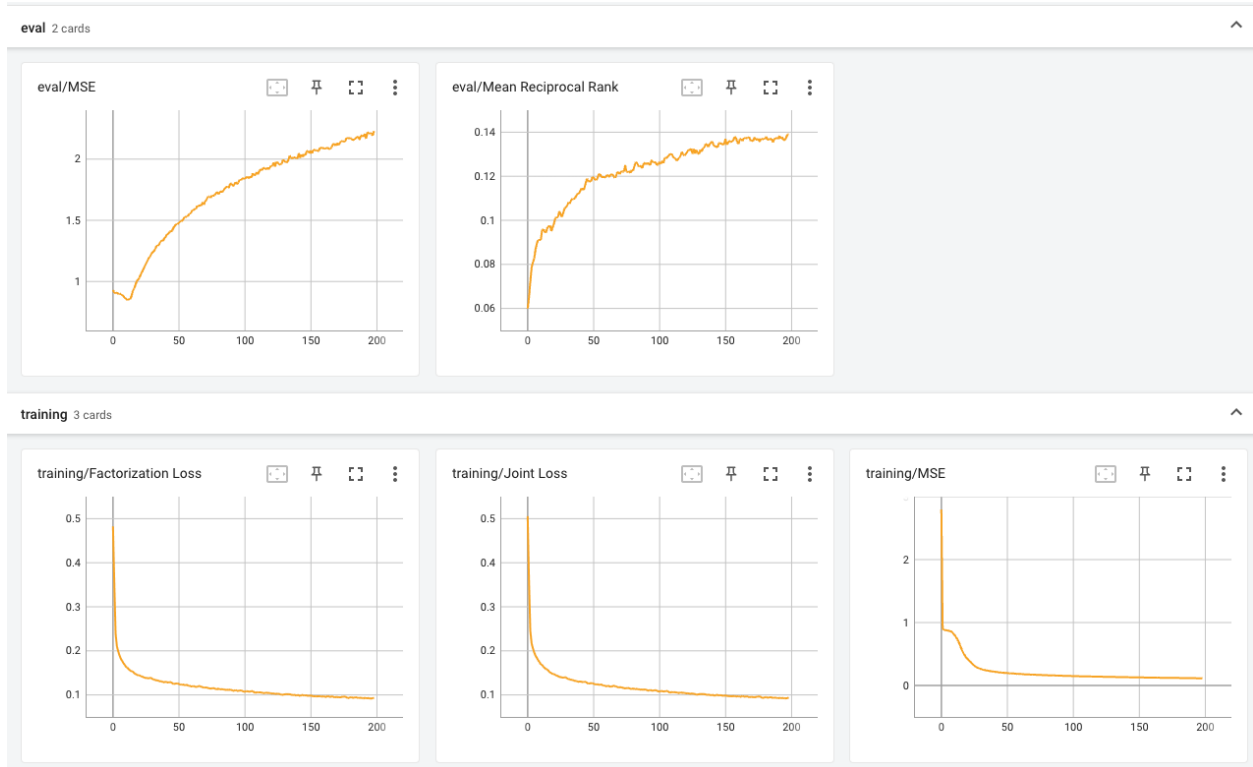 eval 2 cards
eval/MSE
2
1.5
1
0 50 100 150 200
eval/Mean Reciprocal Rank
0.14
0.12
0.1
0.08
0.06
0 50 100 150 200
training 3 cards
training/Factorization Loss
0.5
0.4
0.3
0.2
0.1
0 50 100 150 200
training/Joint Loss
0.5
0.4
0.3
0.2
0.1
0 50 100 150 200
training/MSE
2
1
0
0 50 100 150 200